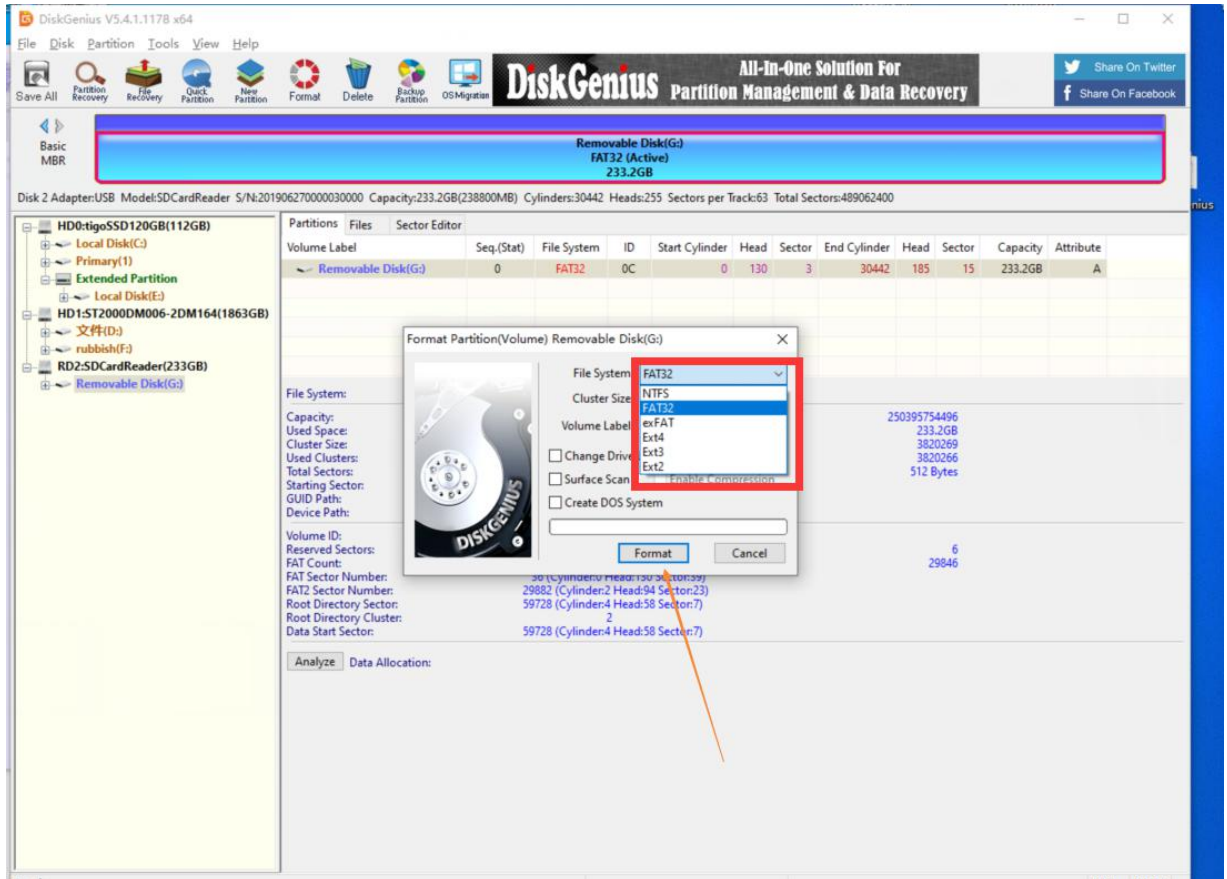 DiskGenius V5.4.1.1178 x64
File Disk Partition Tools View Help
Save All Partition Recovery File Recovery Quick Partition New Partition Format Delete Backup Partition OS Migration
DiskGenius All-In-One Solution For Partition Management & Data Recovery
Share On Twitter
Share On Facebook
Basic
MBR
Removable Disk(G:)
FAT32 (Active)
233.2GB
Disk 2 Adapter:USB Model:SDCardReader S/N:201906270000030000 Capacity:233.2GB(238800MB) Cylinders:30442 Heads:255 Sectors per Track:63 Total Sectors:489062400
nius
HD0:tigoSSD120GB(112GB)
Local Disk(C:)
Primary(1)
Extended Partition
Local Disk(E:)
HD1:ST2000DM006-2DM164(1863GB)
文件(D:)
rubbish(F:)
RD2:SDCardReader(233GB)
Removable Disk(G:)
Partitions Files Sector Editor
Volume Label Seq.(Stat) File System ID Start Cylinder Head Sector End Cylinder Head Sector Capacity Attribute
Removable Disk(G:) 0 FAT32 0C 0 130 3 30442 185 15 233.2GB A
Format Partition(Volume) Removable Disk(G:)
File System FAT32
NTFS
FAT32
exFAT
Ext4
Ext3
Ext2
Cluster Size
Volume Label
Change Drive
Surface Scan Enable Compression
Create DOS System
Format Cancel
DISKGENIUS
File System:
Capacity: 250395754496
Used Space: 233.2GB
Cluster Size: 3820269
Used Clusters: 3820266
Total Sectors: 512 Bytes
Starting Sector:
GUID Path:
Device Path:
Volume ID:
Reserved Sectors: 6
FAT Count: 29846
FAT Sector Number: 36 (Cylinder:0 Head:130 Sector:39)
FAT2 Sector Number: 29882 (Cylinder:2 Head:94 Sector:23)
Root Directory Sector: 59728 (Cylinder:4 Head:58 Sector:7)
Root Directory Cluster: 2
Data Start Sector: 59728 (Cylinder:4 Head:58 Sector:7)
Analyze Data Allocation: